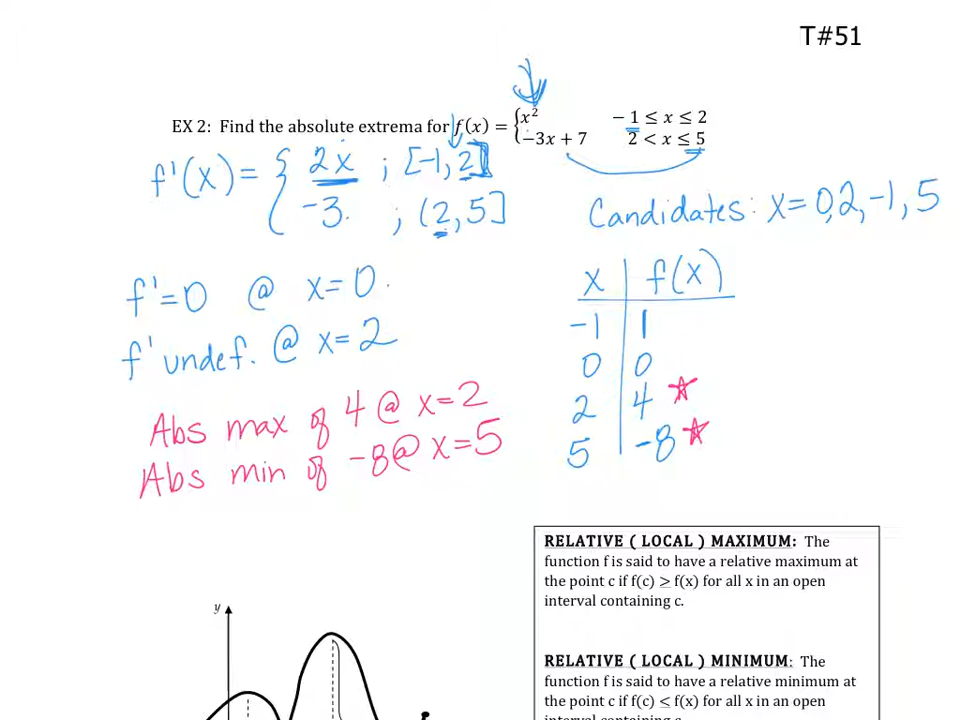 T#51
EX 2: Find the absolute extrema for f(x) = { x²   − 1 ≤ x ≤ 2
−3x + 7   2 < x ≤ 5
f'(x) = { 2x ; [-1, 2]
-3 ; (2, 5]
Candidates: x = 0, 2, -1, 5
f' = 0 @ x = 0
f' undef. @ x = 2
Abs max of 4 @ x = 2
Abs min of -8 @ x = 5
x | f(x)
-1 | 1
0 | 0
2 | 4 ☆
5 | -8 ☆
RELATIVE ( LOCAL ) MAXIMUM: The
function f is said to have a relative maximum at
the point c if f(c) ≥ f(x) for all x in an open
interval containing c.
RELATIVE ( LOCAL ) MINIMUM: The
function f is said to have a relative minimum at
the point c if f(c) ≤ f(x) for all x in an open
interval containing c.
y